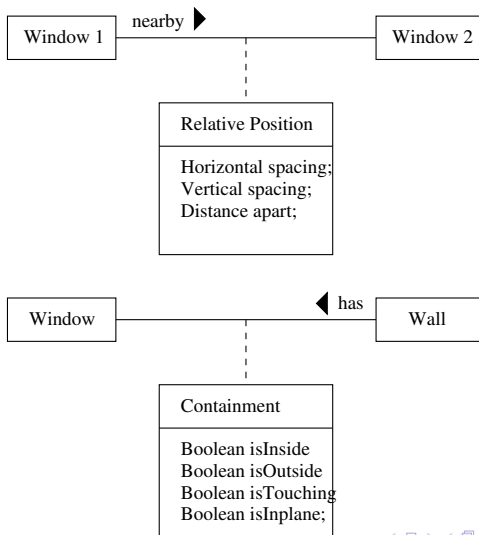 nearby
Window 1
Window 2
Relative Position
Horizontal spacing;
Vertical spacing;
Distance apart;
has
Window
Wall
Containment
Boolean isInside
Boolean isOutside
Boolean isTouching
Boolean isInplane;